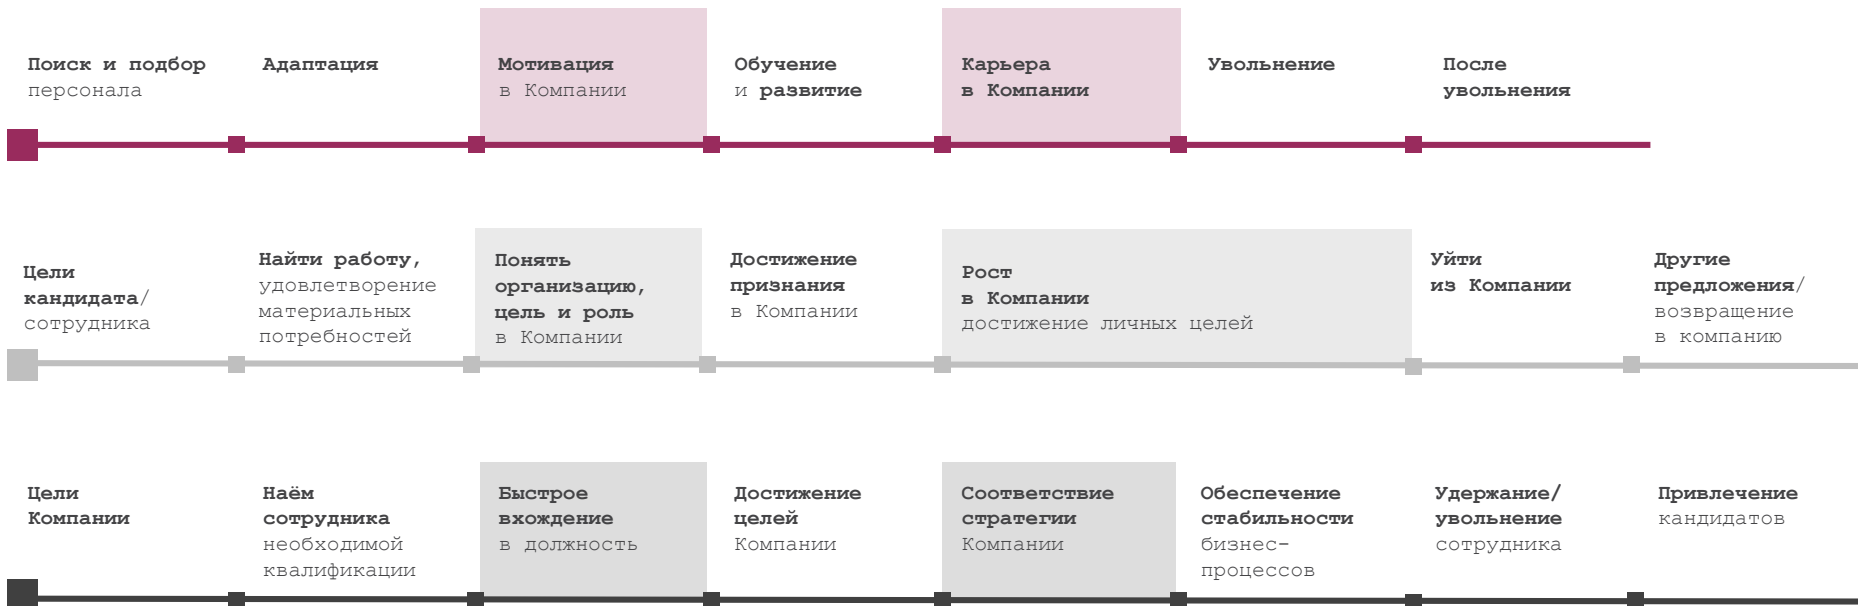 Поиск и подбор
персонала
Адаптация
Мотивация
в Компании
Обучение
и развитие
Карьера
в Компании
Увольнение
После
увольнения
Цели
кандидата/
сотрудника
Найти работу,
удовлетворение
материальных
потребностей
Понять
организацию,
цель и роль
в Компании
Достижение
признания
в Компании
Рост
в Компании
достижение личных целей
Уйти
из Компании
Другие
предложения/
возвращение
в компанию
Цели
Компании
Наём
сотрудника
необходимой
квалификации
Быстрое
вхождение
в должность
Достижение
целей
Компании
Соответствие
стратегии
Компании
Обеспечение
стабильности
бизнес-
процессов
Удержание/
увольнение
сотрудника
Привлечение
кандидатов